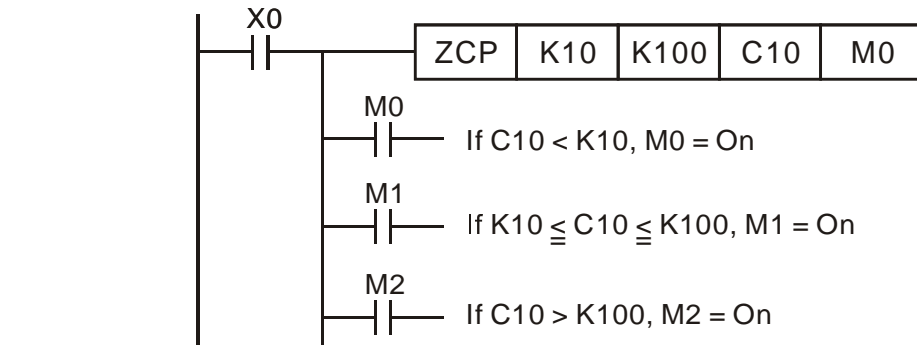 X0
ZCP K10 K100 C10 M0
M0
If C10 < K10, M0 = On
M1
If K10 ≦ C10 ≦ K100, M1 = On
M2
If C10 > K100, M2 = On